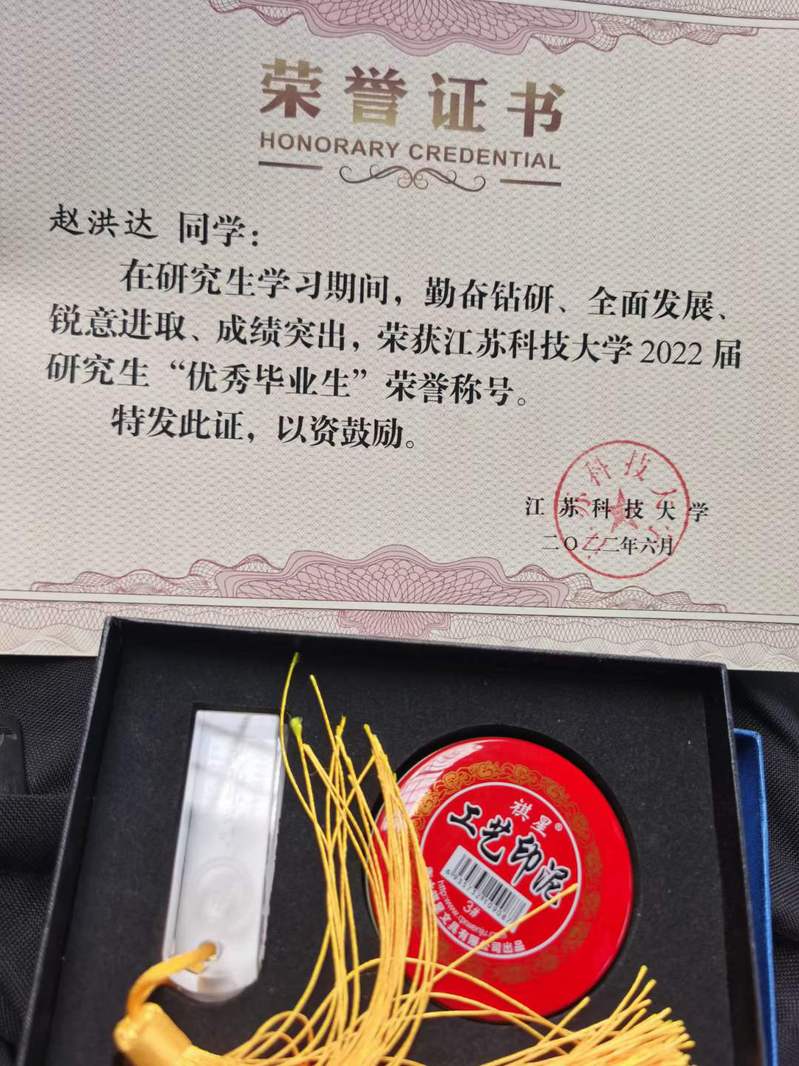 荣誉证书
HONORARY CREDENTIAL
赵洪达 同学：
在研究生学习期间，勤奋钻研、全面发展、
锐意进取、成绩突出，荣获江苏科技大学2022届
研究生“优秀毕业生”荣誉称号。
特发此证，以资鼓励。
江苏科技大学
二〇二二年六月
祺星®
工艺印泥
3#